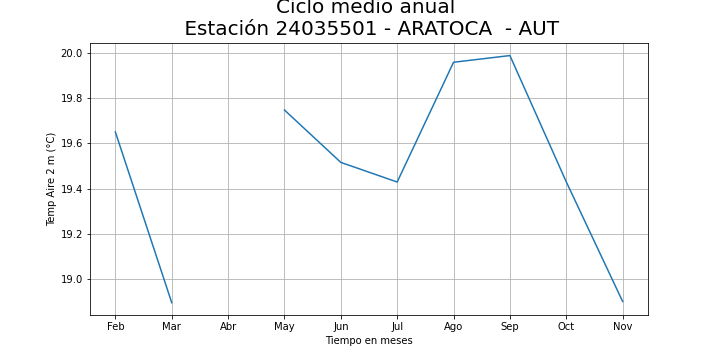 Ciclo medio anual
Estación 24035501 - ARATOCA  - AUT
20.0
19.8
19.6
19.4
19.2
19.0
Temp Aire 2 m (°C)
Feb Mar Abr May Jun Jul Ago Sep Oct Nov
Tiempo en meses